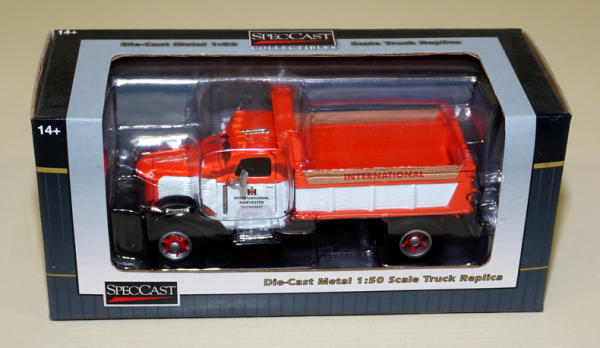 14+
SPECCAST
COLLECTIBLES
Die-Cast Metal 1:50
Scale Truck Replica
14+
INTERNATIONAL
IH
INTERNATIONAL
HARVESTER
Die-Cast Metal 1:50 Scale Truck Replica
SPECCAST